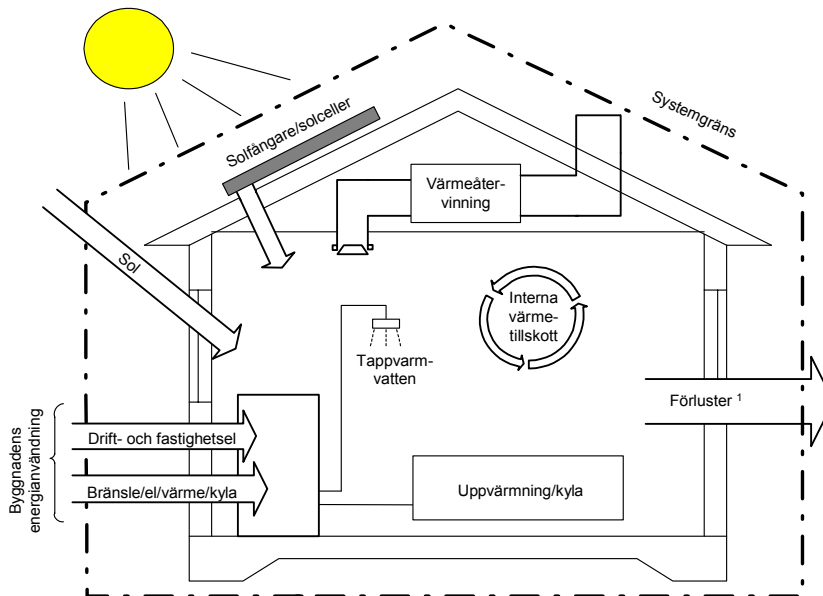 Systemgräns
Solfångare/solceller
Värmeåter-
vinning
Sol
Interna
värme-
tillskott
Tappvarm-
vatten
Förluster 1
Byggnadens
energianvändning
Drift- och fastighetsel
Bränsle/el/värme/kyla
Uppvärmning/kyla